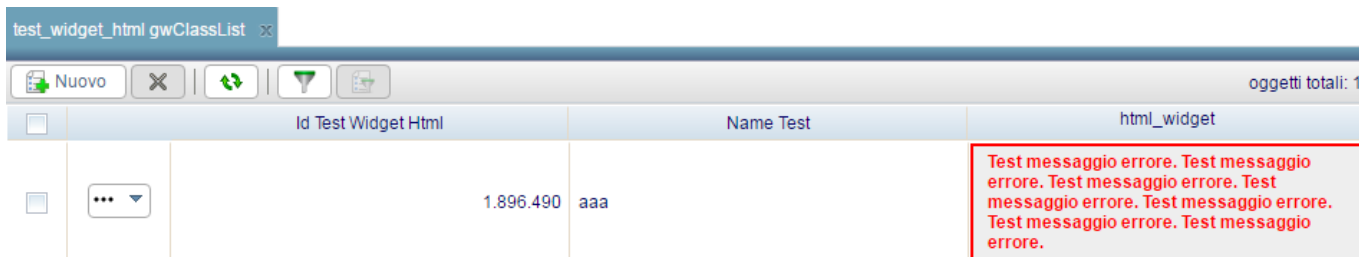 test_widget_html gwClassList x
Nuovo
oggetti totali: 1
Id Test Widget Html Name Test html_widget
1.896.490 aaa
Test messaggio errore. Test messaggio
errore. Test messaggio errore. Test
messaggio errore. Test messaggio errore.
Test messaggio errore. Test messaggio
errore.